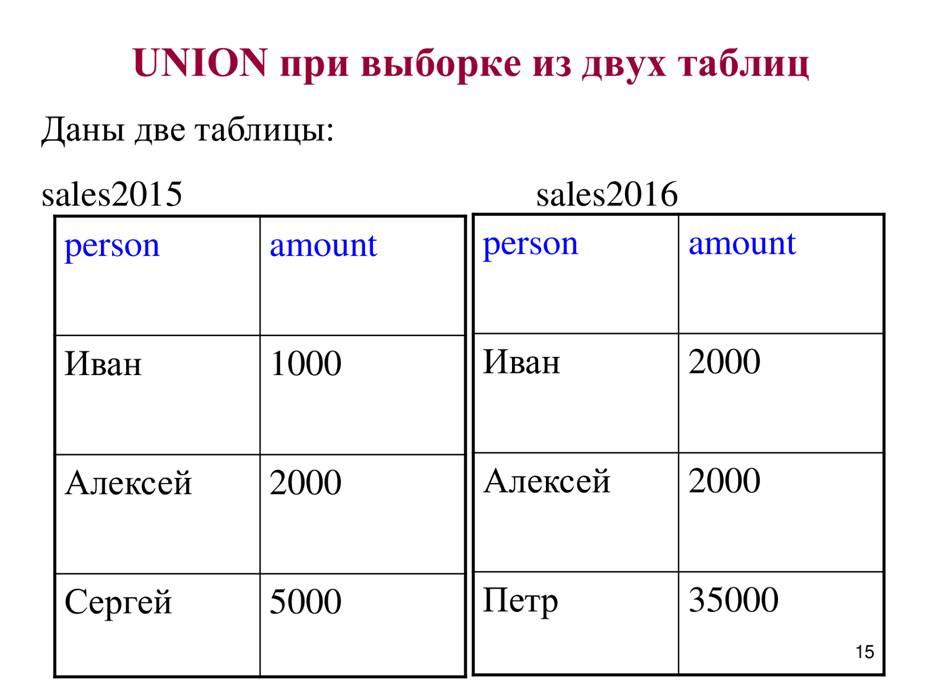 UNION при выборке из двух таблиц
Даны две таблицы:
sales2015 sales2016
person amount person amount
Иван 1000 Иван 2000
Алексей 2000 Алексей 2000
Сергей 5000 Петр 35000
15